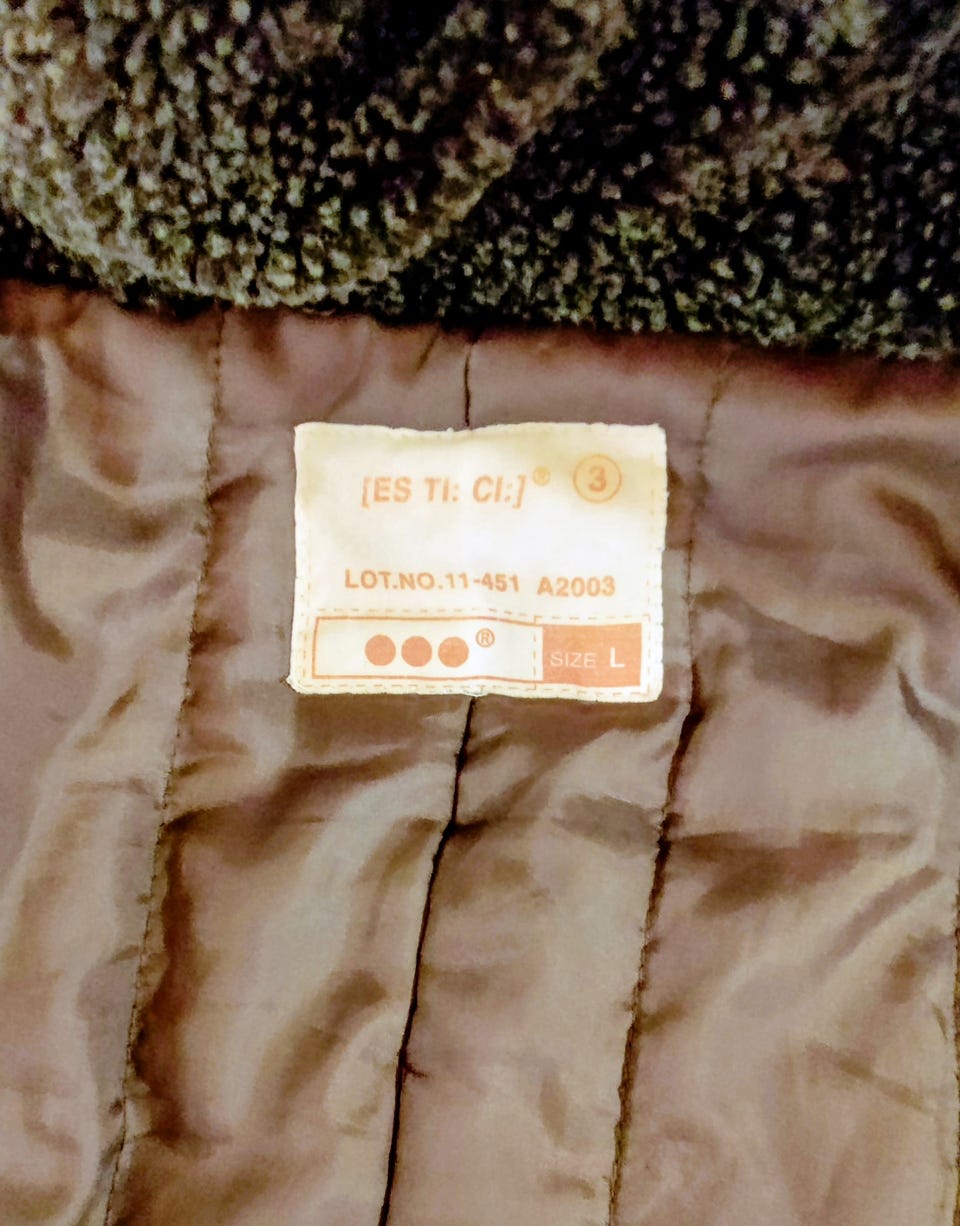 [ES TI: CI:]® ③
LOT.NO.11-451 A2003
●●●® SIZE L